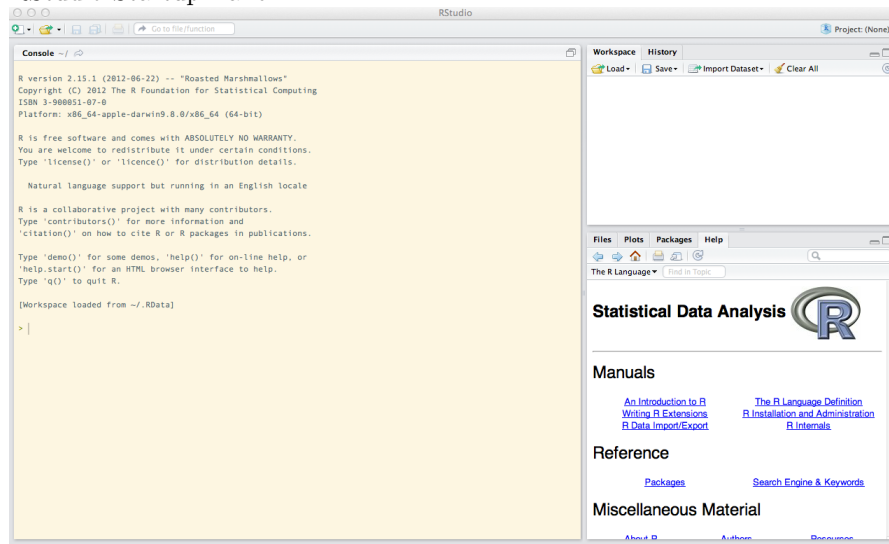 RStudio
Go to file/function
Project: (None)
Console ~/
R version 2.15.1 (2012-06-22) -- "Roasted Marshmallows"
Copyright (C) 2012 The R Foundation for Statistical Computing
ISBN 3-900051-07-0
Platform: x86_64-apple-darwin9.8.0/x86_64 (64-bit)
R is free software and comes with ABSOLUTELY NO WARRANTY.
You are welcome to redistribute it under certain conditions.
Type 'license()' or 'licence()' for distribution details.
Natural language support but running in an English locale
R is a collaborative project with many contributors.
Type 'contributors()' for more information and
'citation()' on how to cite R or R packages in publications.
Type 'demo()' for some demos, 'help()' for on-line help, or
'help.start()' for an HTML browser interface to help.
Type 'q()' to quit R.
[Workspace loaded from ~/.RData]
>
Workspace History
Load Save Import Dataset Clear All
Files Plots Packages Help
The R Language Find in Topic
Statistical Data Analysis R
Manuals
An Introduction to R The R Language Definition
Writing R Extensions R Installation and Administration
R Data Import/Export R Internals
Reference
Packages Search Engine & Keywords
Miscellaneous Material
About R Authors Resources